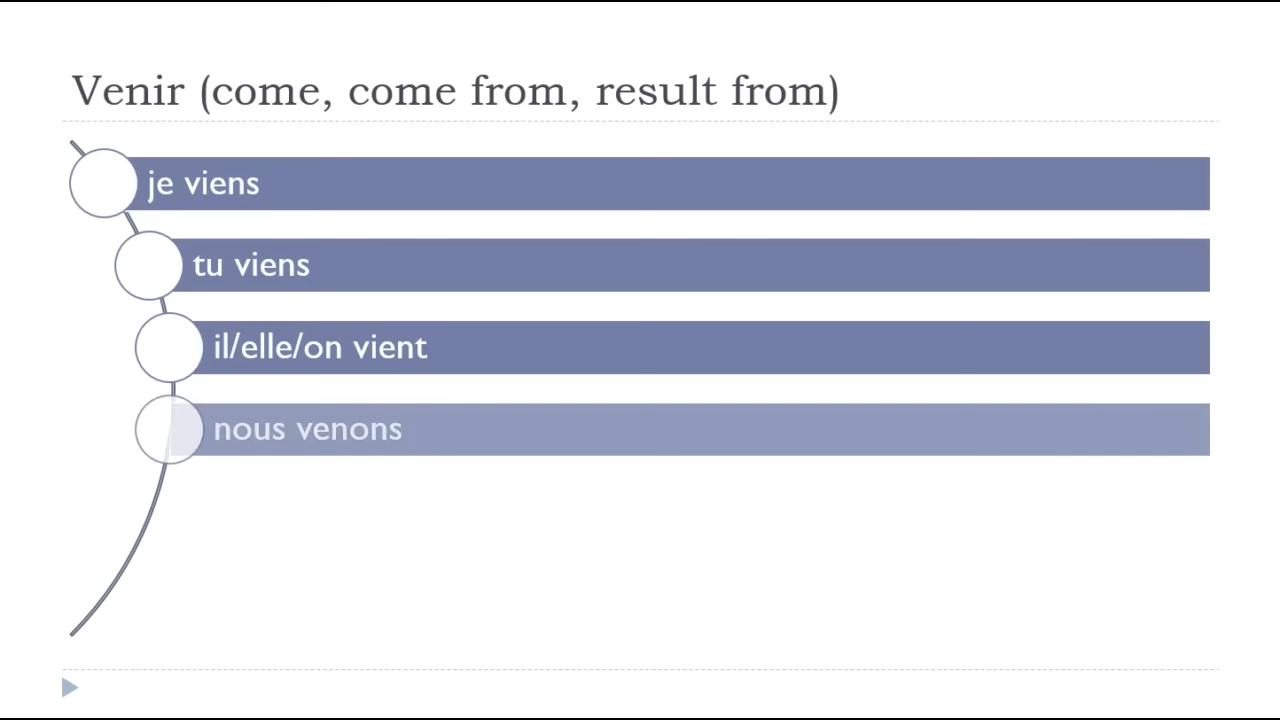 Venir (come, come from, result from)
je viens
tu viens
il/elle/on vient
nous venons